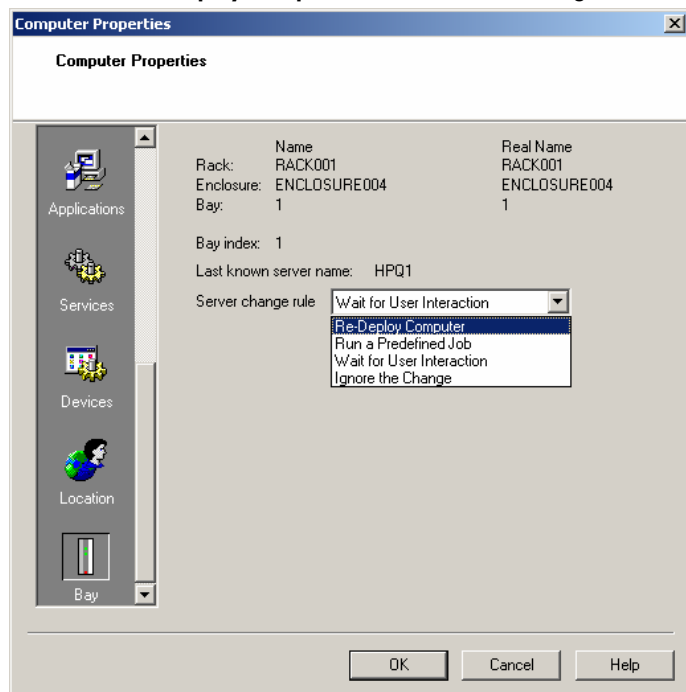 Computer Properties
Computer Properties
Name Real Name
Rack: RACK001 RACK001
Enclosure: ENCLOSURE004 ENCLOSURE004
Bay: 1 1
Bay index: 1
Last known server name: HPQ1
Server change rule Wait for User Interaction
Re-Deploy Computer
Run a Predefined Job
Wait for User Interaction
Ignore the Change
Applications
Services
Devices
Location
Bay
OK Cancel Help